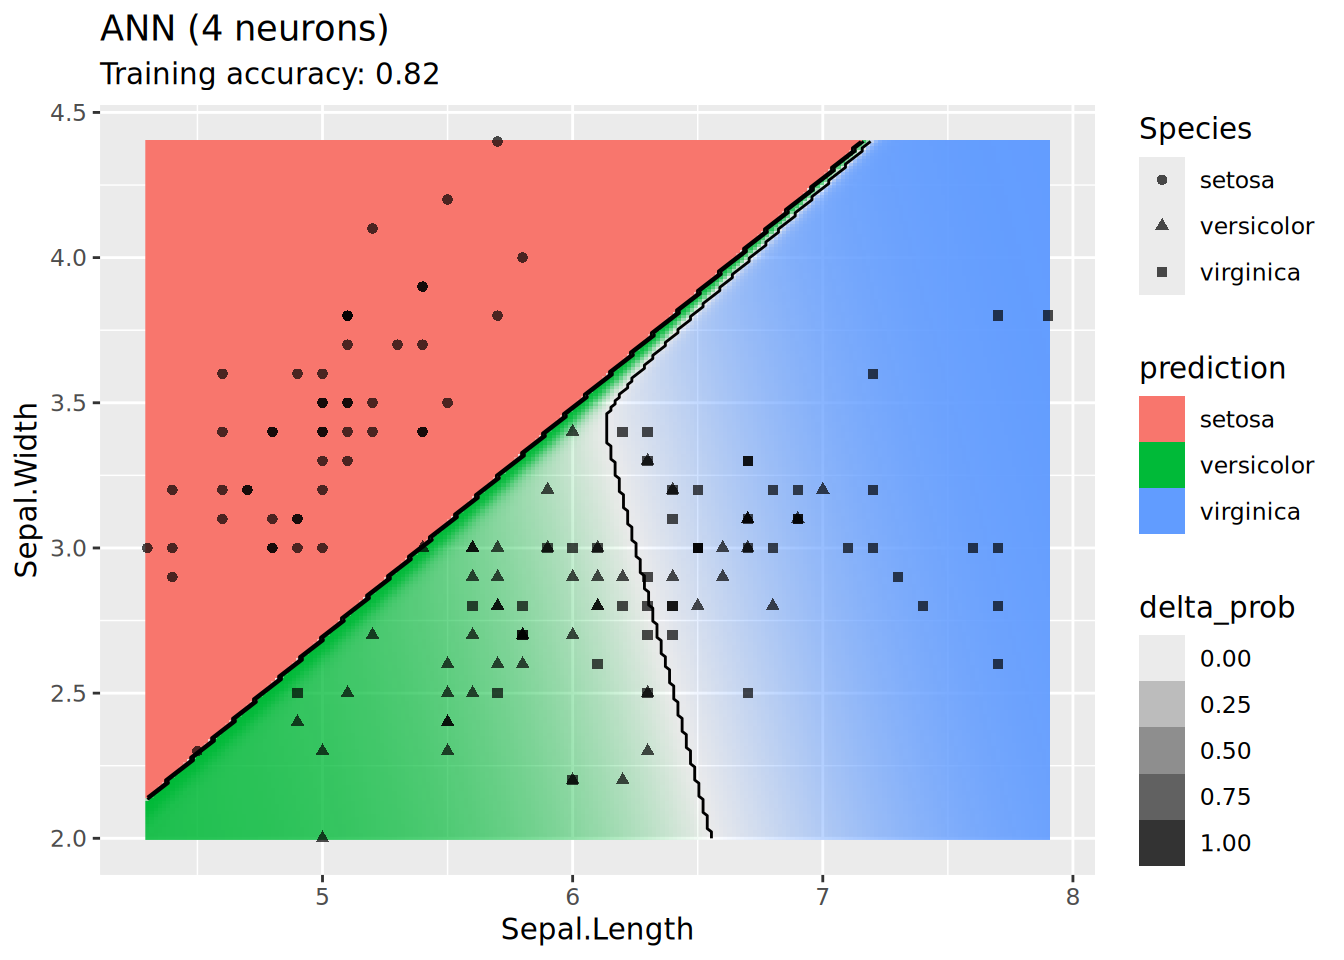 ANN (4 neurons)
Training accuracy: 0.82
4.5
4.0
3.5
3.0
2.5
2.0
Sepal.Width
5
6
7
8
Sepal.Length
Species
setosa
versicolor
virginica
prediction
setosa
versicolor
virginica
delta_prob
0.00
0.25
0.50
0.75
1.00